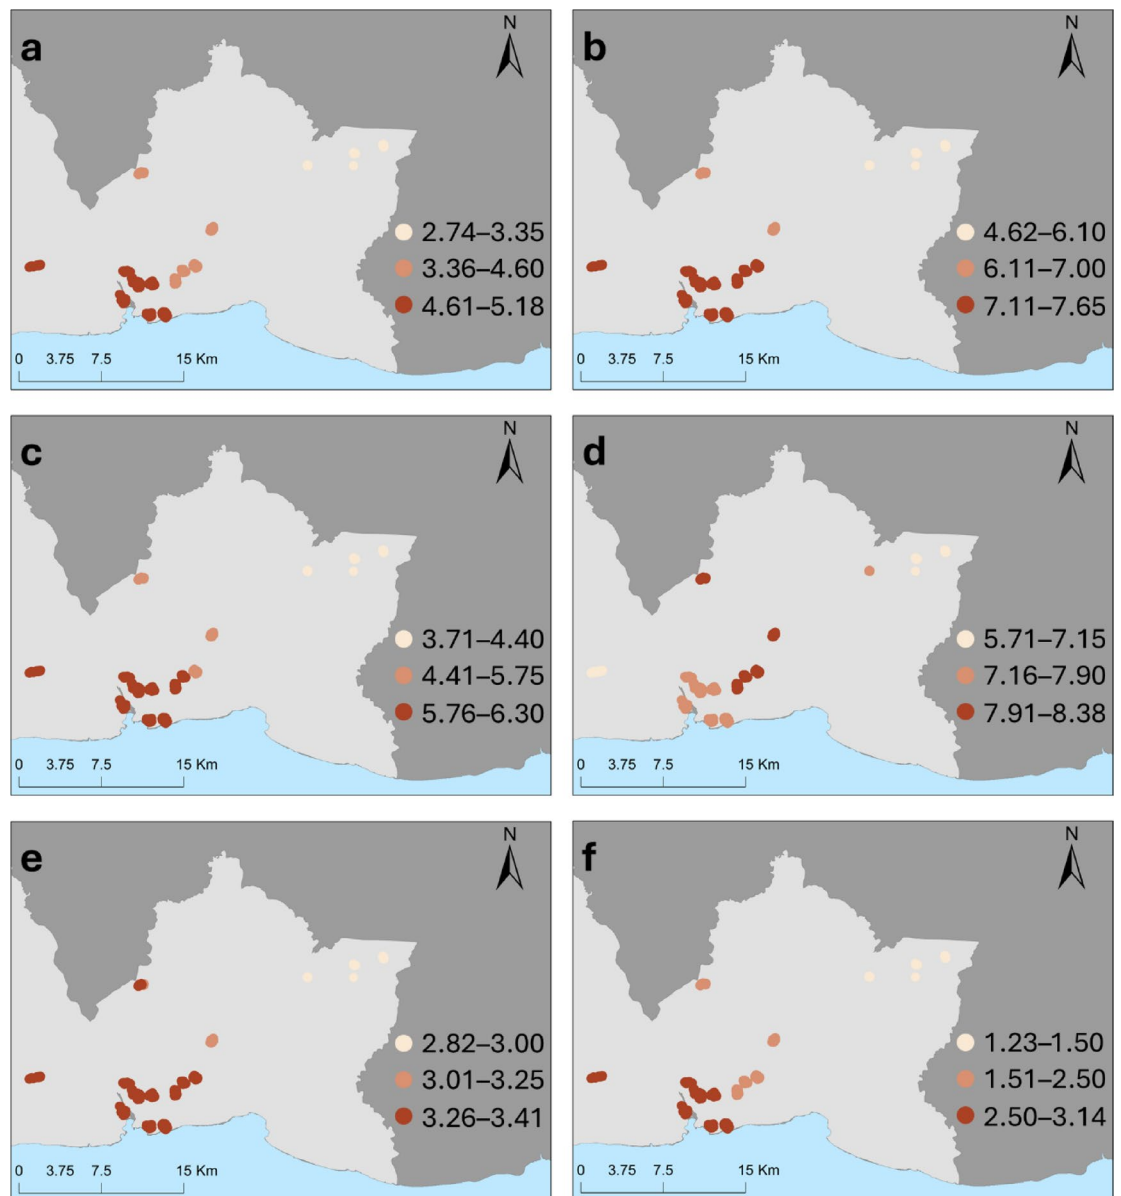 a
N
2.74–3.35
3.36–4.60
4.61–5.18
0 3.75 7.5 15 Km
b
N
4.62–6.10
6.11–7.00
7.11–7.65
0 3.75 7.5 15 Km
c
N
3.71–4.40
4.41–5.75
5.76–6.30
0 3.75 7.5 15 Km
d
N
5.71–7.15
7.16–7.90
7.91–8.38
0 3.75 7.5 15 Km
e
N
2.82–3.00
3.01–3.25
3.26–3.41
0 3.75 7.5 15 Km
f
N
1.23–1.50
1.51–2.50
2.50–3.14
0 3.75 7.5 15 Km